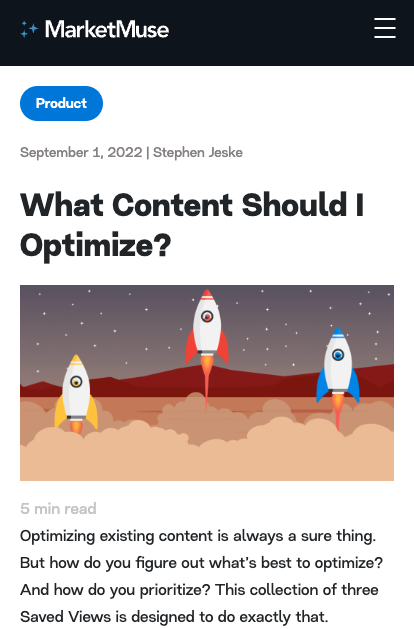 MarketMuse
Product
September 1, 2022 | Stephen Jeske
What Content Should I
Optimize?
5 min read
Optimizing existing content is always a sure thing.
But how do you figure out what's best to optimize?
And how do you prioritize? This collection of three
Saved Views is designed to do exactly that.